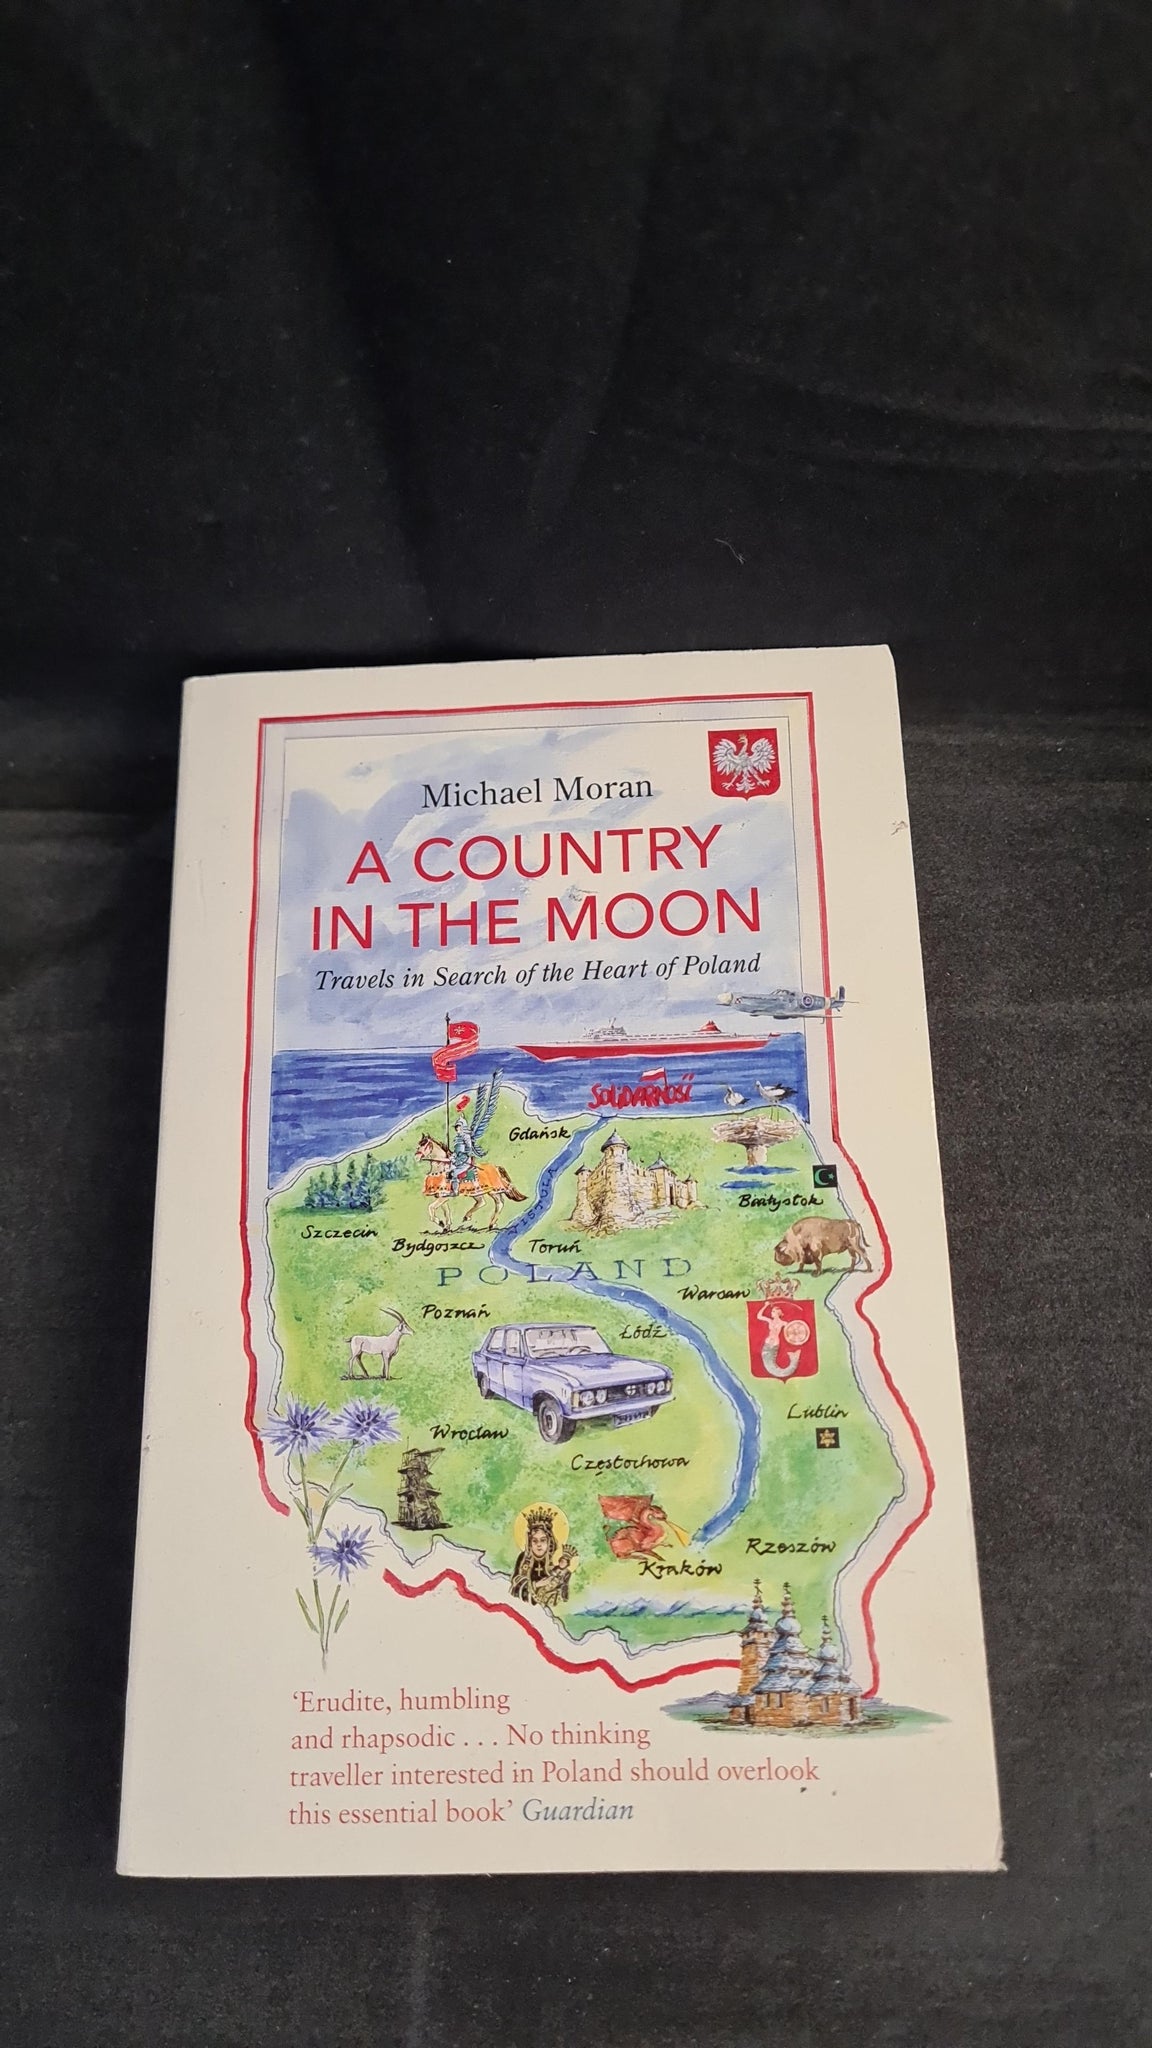 Michael Moran
A COUNTRY
IN THE MOON
Travels in Search of the Heart of Poland
SOLIDARNOŚĆ
Gdańsk
VISTULA
Białystok
Szczecin
Bydgoszcz
Toruń
POLAND
Warsaw
Poznań
Łódź
Lublin
Wrocław
Częstochowa
Rzeszów
Kraków
‘Erudite, humbling
and rhapsodic . . . No thinking
traveller interested in Poland should overlook
this essential book’ Guardian